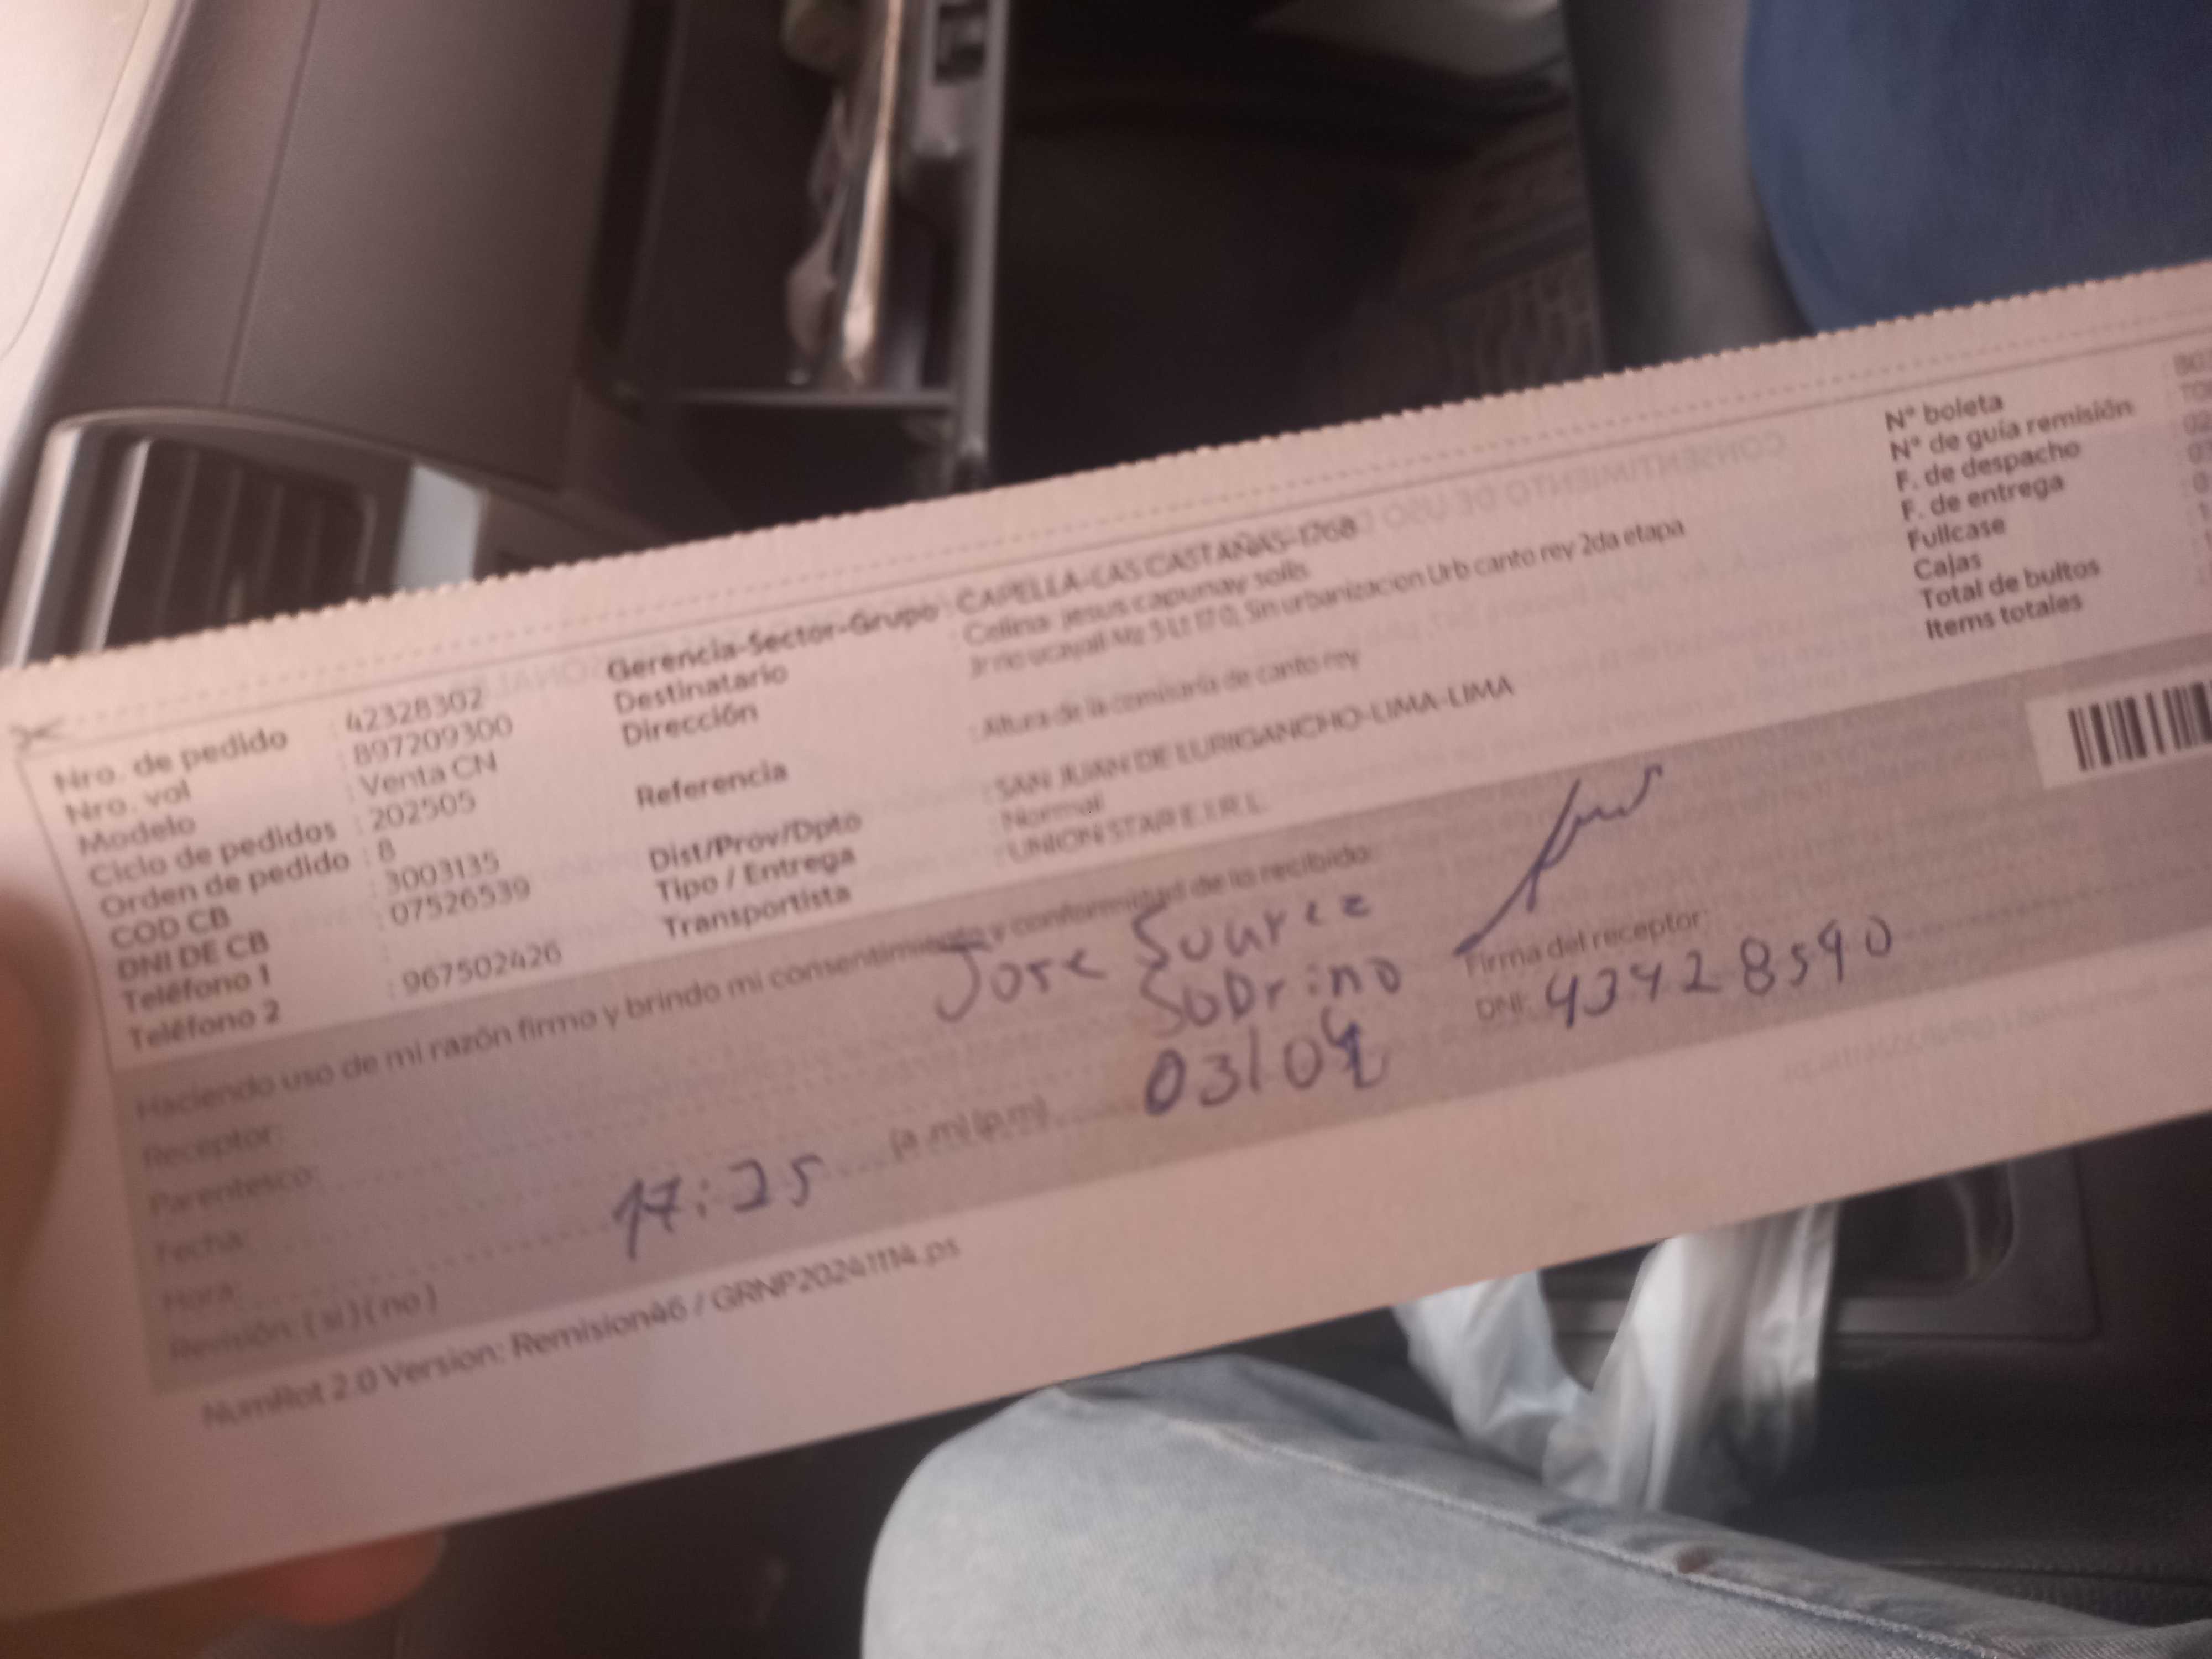 Nro. de pedido : 42328302
Nro. vol : 897209300
Modelo : Venta CN
Ciclo de pedidos : 202505
Orden de pedido : 8
COD CB : 3003135
DNI DE CB : 07526539
Teléfono 1
Teléfono 2 : 967502426
Gerencia-Sector-Grupo : CAPELLA-LAS CASTAÑAS-1768
Destinatario : Celina jesus capunay solis
Dirección : Jr rio ucayali Mz 5 Lt 17 0, Sin urbanizacion Urb canto rey 2da etapa
Referencia : Altura de la comisaría de canto rey
Dist/Prov/Dpto : SAN JUAN DE LURIGANCHO-LIMA-LIMA
Tipo / Entrega : Normal
Transportista : UNION STAR E.I.R.L.
N° boleta
N° de guía remisión
F. de despacho
F. de entrega
Fullcase
Cajas
Total de bultos
Items totales
Haciendo uso de mi razón firmo y brindo mi consentimiento y conformidad de lo recibido:
Receptor: Jose Suarez
Parentesco: Sobrino
Fecha: 03/04
Hora: 17:25 (a .m) (p.m)
Revisión: ( si ) ( no )
Firma del receptor:
DNI: 43428590
NumRot 2.0 Version: Remision46 / GRNP20241114.ps